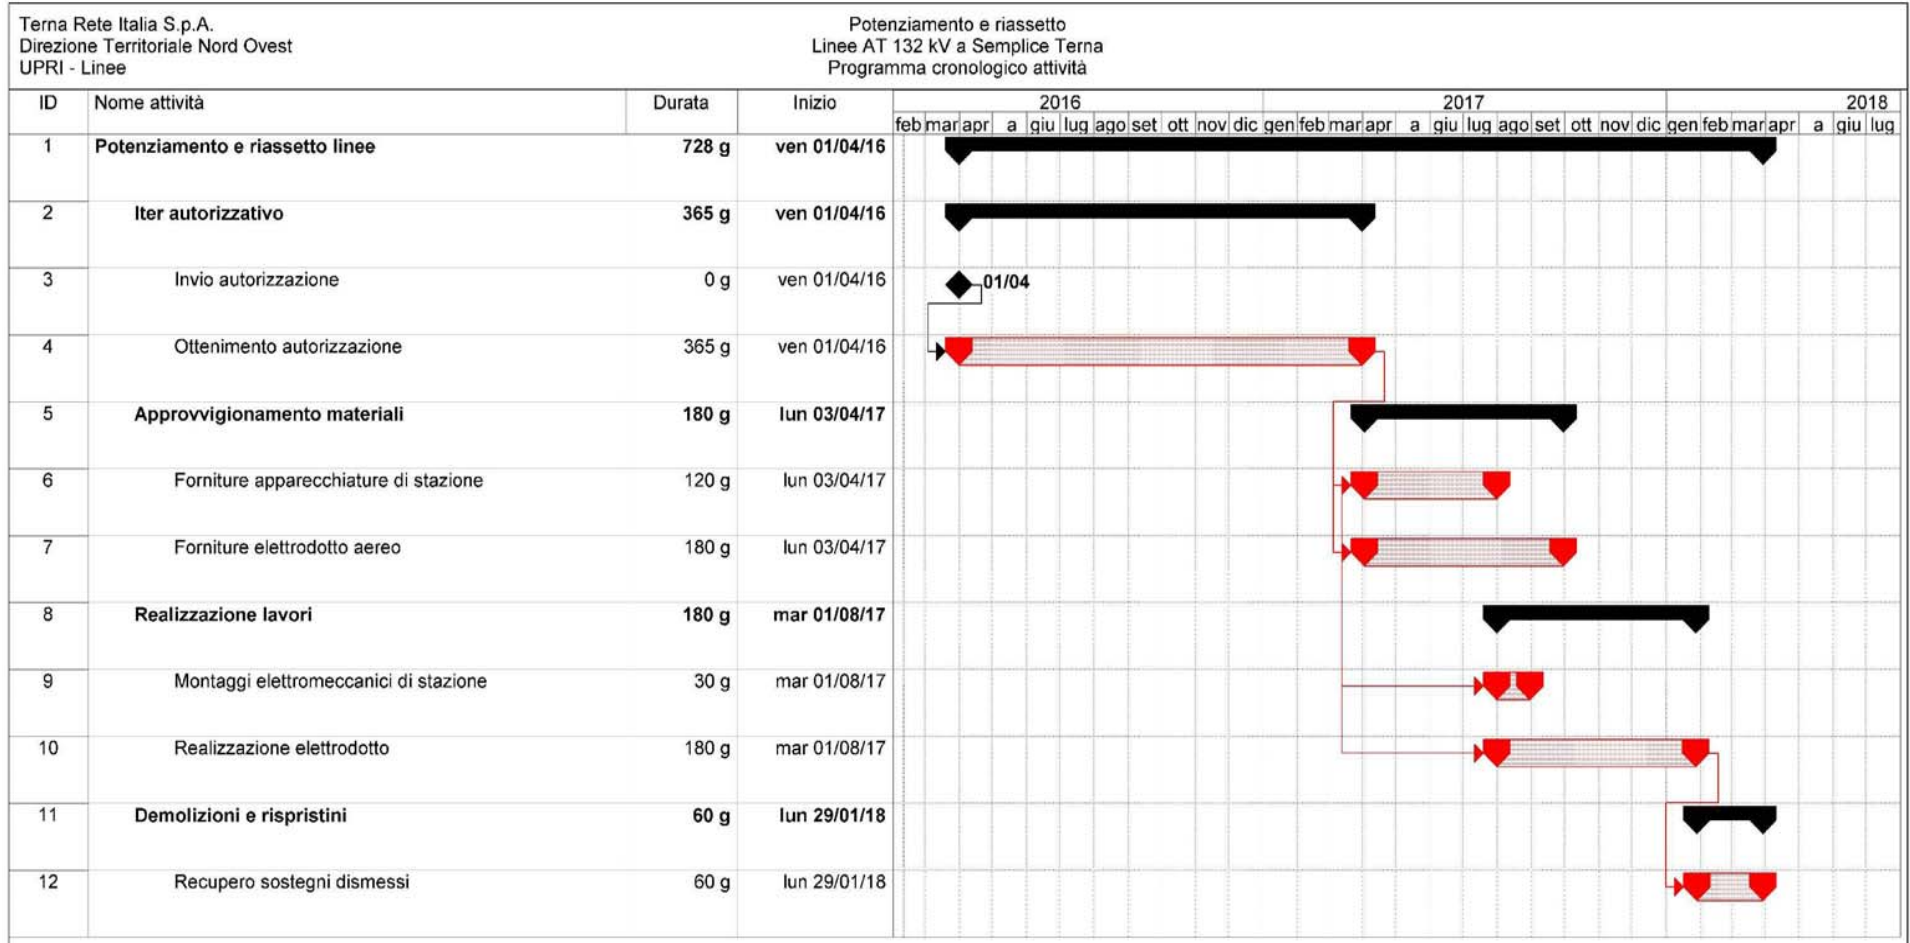 Terna Rete Italia S.p.A.
Direzione Territoriale Nord Ovest
UPRI - Linee
Potenziamento e riassetto
Linee AT 132 kV a Semplice Terna
Programma cronologico attività
ID Nome attività Durata Inizio 2016 2017 2018
feb mar apr a giu lug ago set ott nov dic gen feb mar apr a giu lug ago set ott nov dic gen feb mar apr a giu lug
1 Potenziamento e riassetto linee 728 g ven 01/04/16
2 Iter autorizzativo 365 g ven 01/04/16
3 Invio autorizzazione 0 g ven 01/04/16 01/04
4 Ottenimento autorizzazione 365 g ven 01/04/16
5 Approvvigionamento materiali 180 g lun 03/04/17
6 Forniture apparecchiature di stazione 120 g lun 03/04/17
7 Forniture elettrodotto aereo 180 g lun 03/04/17
8 Realizzazione lavori 180 g mar 01/08/17
9 Montaggi elettromeccanici di stazione 30 g mar 01/08/17
10 Realizzazione elettrodotto 180 g mar 01/08/17
11 Demolizioni e rispristini 60 g lun 29/01/18
12 Recupero sostegni dismessi 60 g lun 29/01/18